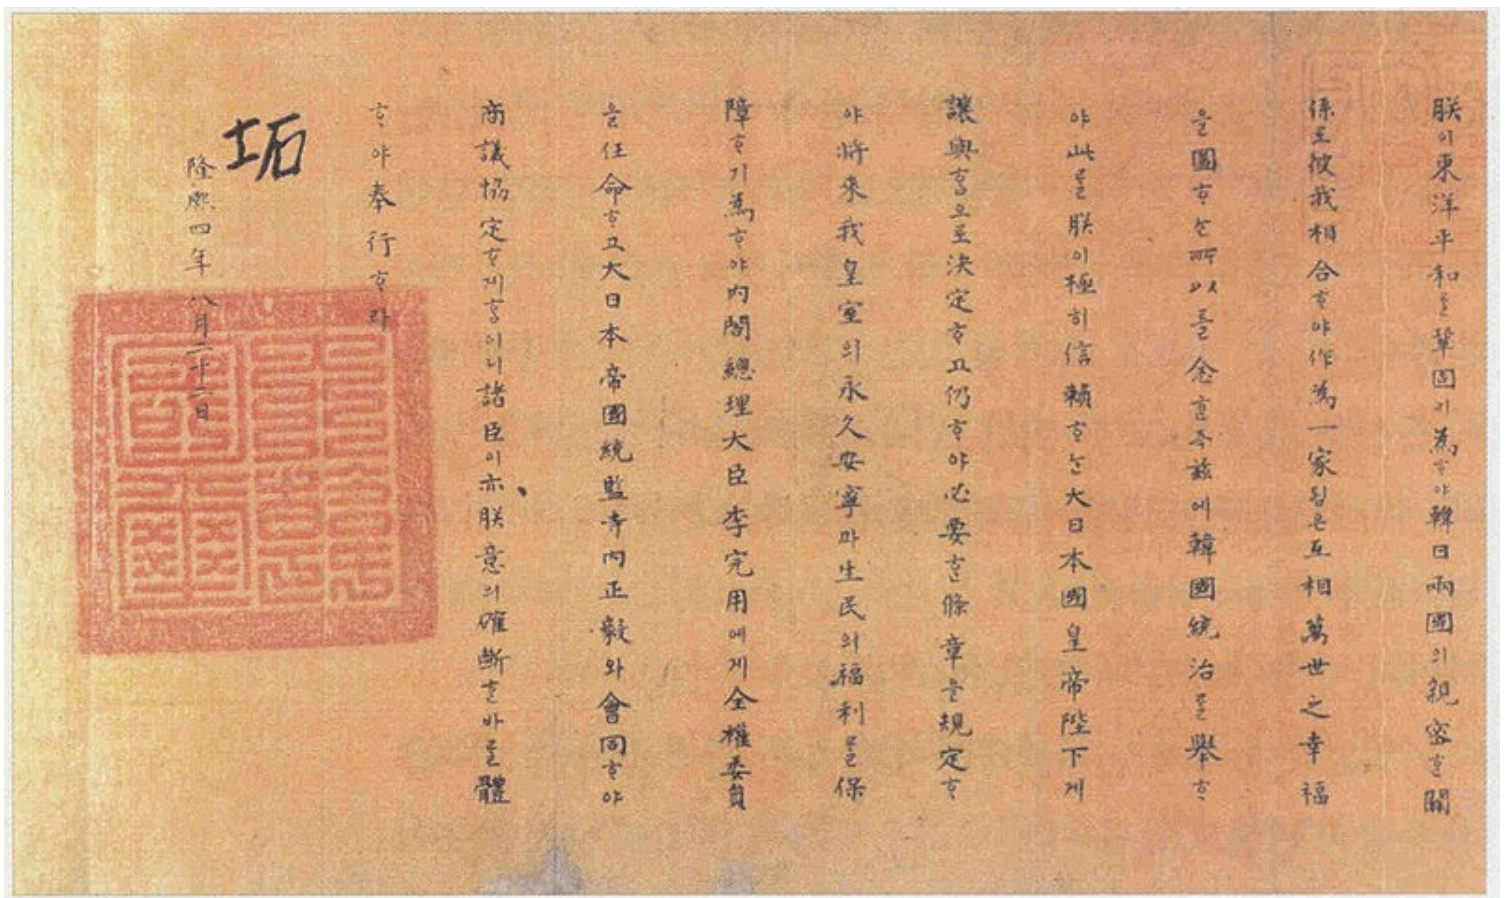 朕이東洋平和를鞏固히爲ᄒᆞ야韓日兩國의親密ᄒᆞᆫ關
係로彼我相合ᄒᆞ야作爲一家됨은互相萬世之幸福
을圖ᄒᆞᄂᆞᆫ所以를念ᄒᆞᆫ즉玆에韓國統治를擧ᄒᆞ
야此를朕이極히信賴ᄒᆞᄂᆞᆫ大日本國皇帝陛下게
讓與ᄒᆞᆷ으로決定ᄒᆞ고仍ᄒᆞ야必要ᄒᆞᆫ條章을規定ᄒᆞ
야將來我皇室의永久安寧과生民의福利를保
障ᄒᆞ기爲ᄒᆞ야內閣總理大臣李完用에게全權委員
을任命ᄒᆞ고大日本帝國統監寺內正毅와會同ᄒᆞ야
商議協定ᄒᆞ게ᄒᆞᆷ이니諸臣이亦朕意의確斷ᄒᆞᆫ바를體
ᄒᆞ야奉行ᄒᆞ라
坧
隆熙四年八月二十二日